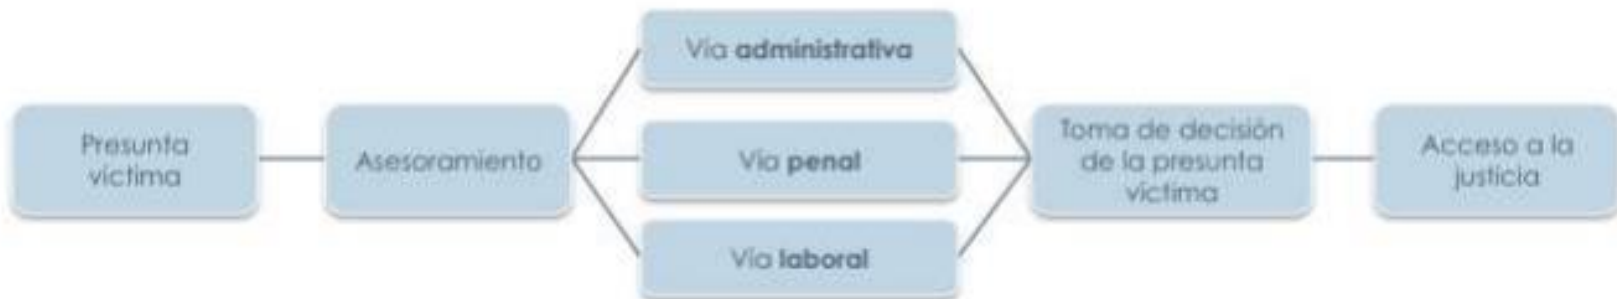 Presunta
víctima
Asesoramiento
Vía administrativa
Vía penal
Vía laboral
Toma de decisión
de la presunta
víctima
Acceso a la
justicia